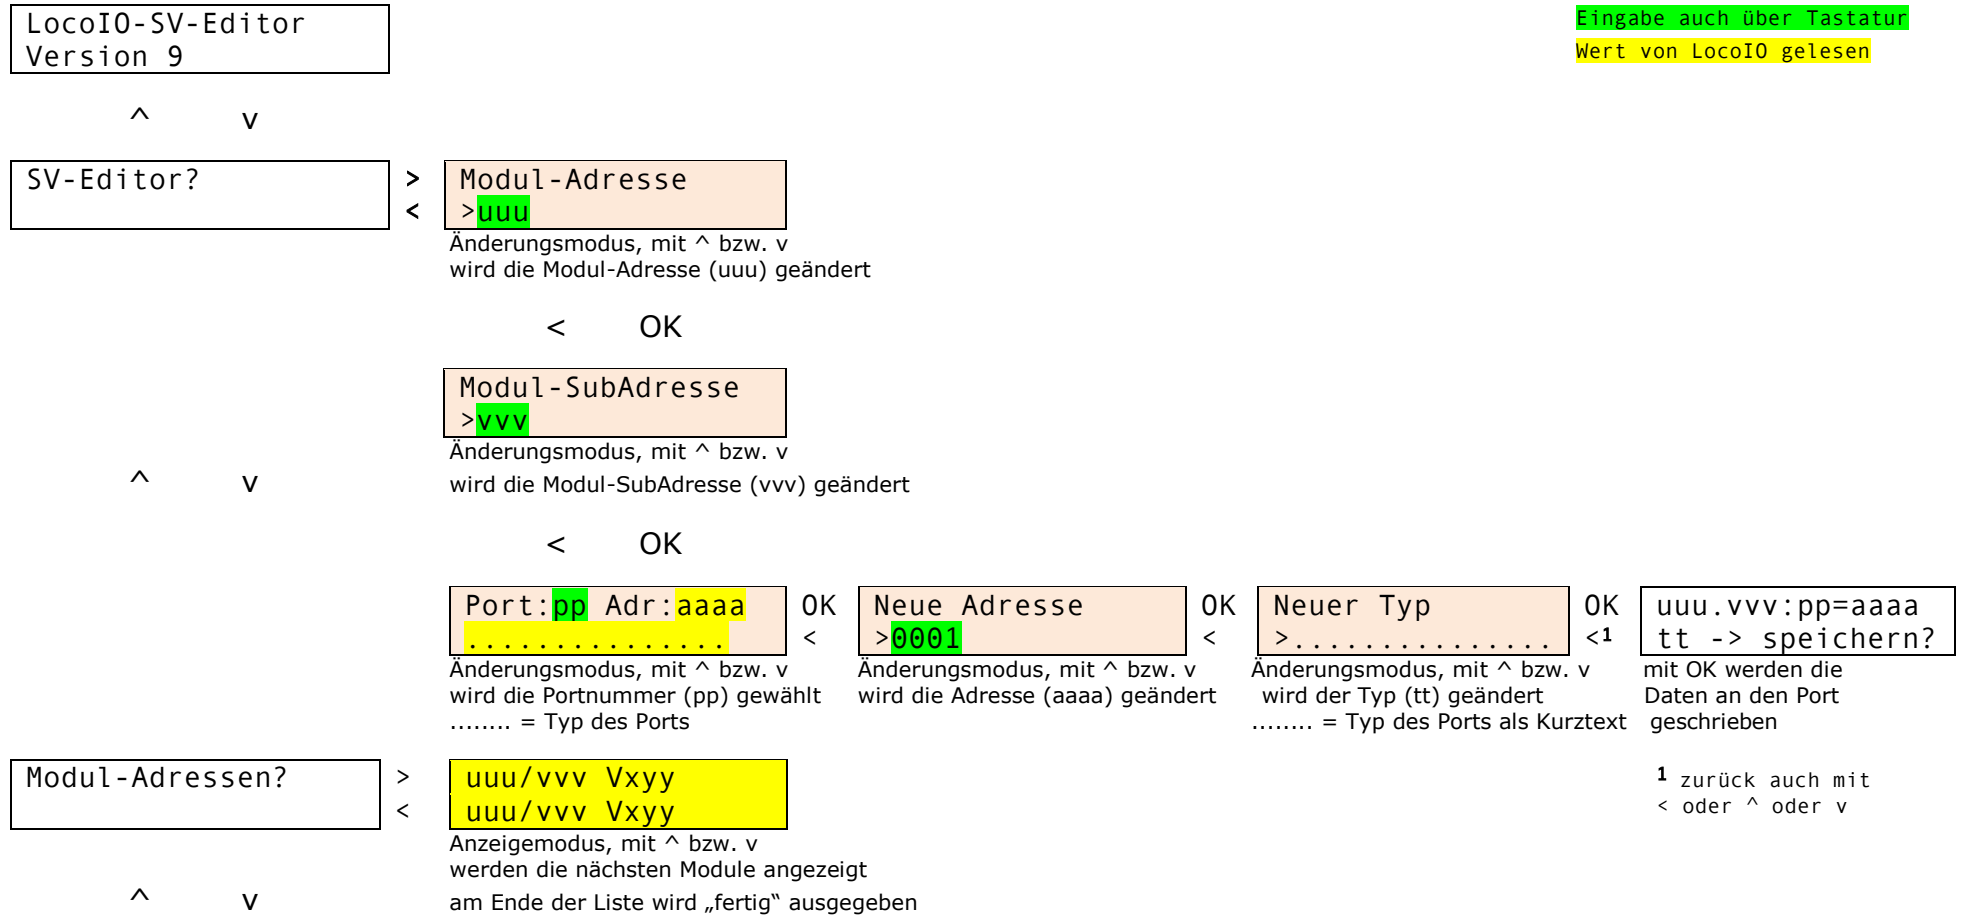 LocoIO-SV-Editor
Version 9
Eingabe auch über Tastatur
Wert von LocoIO gelesen
^ v
SV-Editor?
>
<
Modul-Adresse
>uuu
Änderungsmodus, mit ^ bzw. v
wird die Modul-Adresse (uuu) geändert
< OK
Modul-SubAdresse
>vvv
Änderungsmodus, mit ^ bzw. v
wird die Modul-SubAdresse (vvv) geändert
^ v
< OK
Port:pp Adr:aaaa
...............
Änderungsmodus, mit ^ bzw. v
wird die Portnummer (pp) gewählt
........ = Typ des Ports
OK
<
Neue Adresse
>0001
Änderungsmodus, mit ^ bzw. v
wird die Adresse (aaaa) geändert
OK
<
Neuer Typ
>...............
Änderungsmodus, mit ^ bzw. v
wird der Typ (tt) geändert
........ = Typ des Ports als Kurztext
OK
<1
uuu.vvv:pp=aaaa
tt -> speichern?
mit OK werden die
Daten an den Port
geschrieben
Modul-Adressen?
>
<
uuu/vvv Vxyy
uuu/vvv Vxyy
Anzeigemodus, mit ^ bzw. v
werden die nächsten Module angezeigt
am Ende der Liste wird „fertig“ ausgegeben
1 zurück auch mit
< oder ^ oder v
^ v